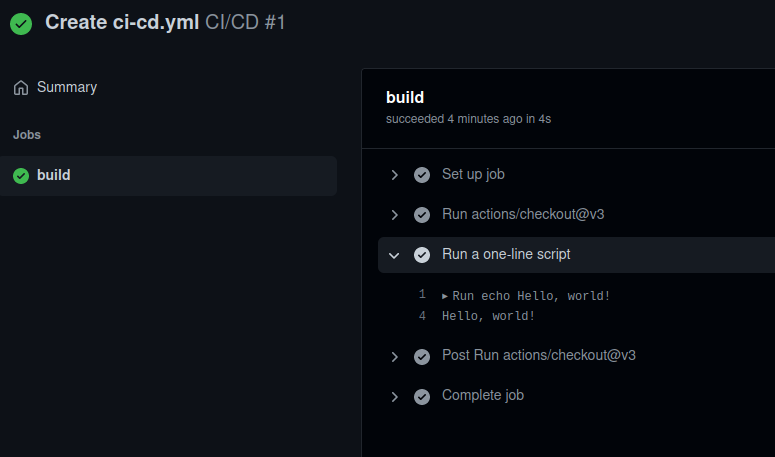 Create ci-cd.yml CI/CD #1
Summary
Jobs
build
build
succeeded 4 minutes ago in 4s
Set up job
Run actions/checkout@v3
Run a one-line script
1 ▸ Run echo Hello, world!
4 Hello, world!
Post Run actions/checkout@v3
Complete job